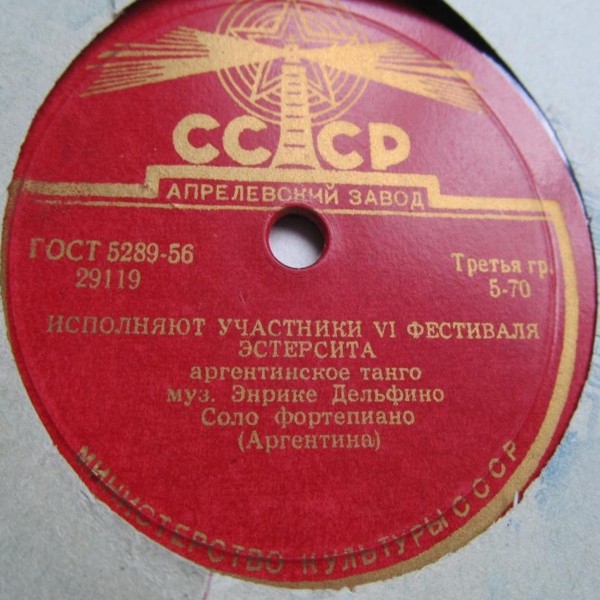 СССР
АПРЕЛЕВСКИЙ ЗАВОД
ГОСТ 5289-56
29119
Третья гр.
5-70
ИСПОЛНЯЮТ УЧАСТНИКИ VI ФЕСТИВАЛЯ
ЭСТЕРСИТА
аргентинское танго
муз. Энрике Дельфино
Соло фортепиано
(Аргентина)
МИНИСТЕРСТВО КУЛЬТУРЫ СССР